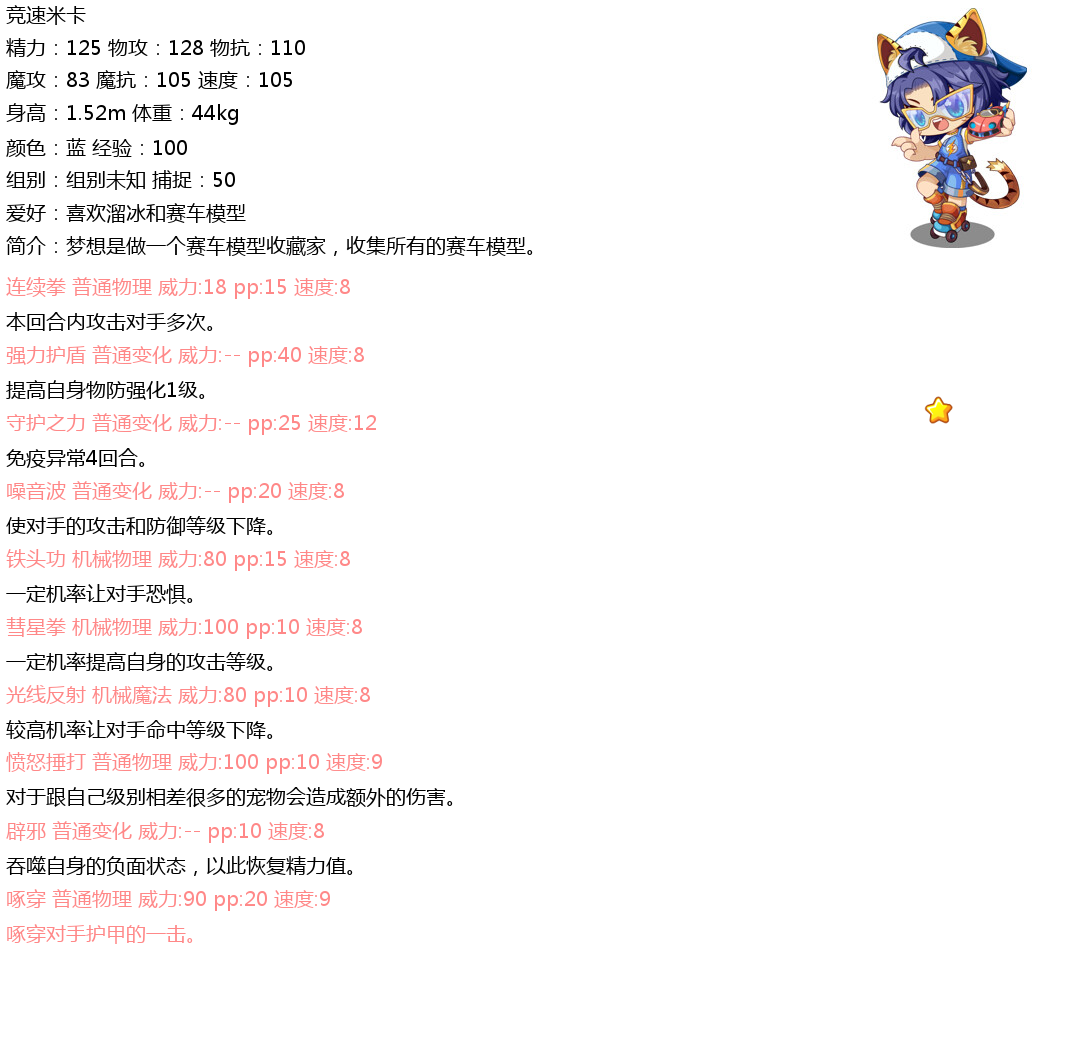 竞速米卡
精力：125 物攻：128 物抗：110
魔攻：83 魔抗：105 速度：105
身高：1.52m 体重：44kg
颜色：蓝 经验：100
组别：组别未知 捕捉：50
爱好：喜欢溜冰和赛车模型
简介：梦想是做一个赛车模型收藏家，收集所有的赛车模型。
连续拳 普通物理 威力:18 pp:15 速度:8
本回合内攻击对手多次。
强力护盾 普通变化 威力:-- pp:40 速度:8
提高自身物防强化1级。
守护之力 普通变化 威力:-- pp:25 速度:12
免疫异常4回合。
噪音波 普通变化 威力:-- pp:20 速度:8
使对手的攻击和防御等级下降。
铁头功 机械物理 威力:80 pp:15 速度:8
一定机率让对手恐惧。
彗星拳 机械物理 威力:100 pp:10 速度:8
一定机率提高自身的攻击等级。
光线反射 机械魔法 威力:80 pp:10 速度:8
较高机率让对手命中等级下降。
愤怒捶打 普通物理 威力:100 pp:10 速度:9
对于跟自己级别相差很多的宠物会造成额外的伤害。
辟邪 普通变化 威力:-- pp:10 速度:8
吞噬自身的负面状态，以此恢复精力值。
啄穿 普通物理 威力:90 pp:20 速度:9
啄穿对手护甲的一击。